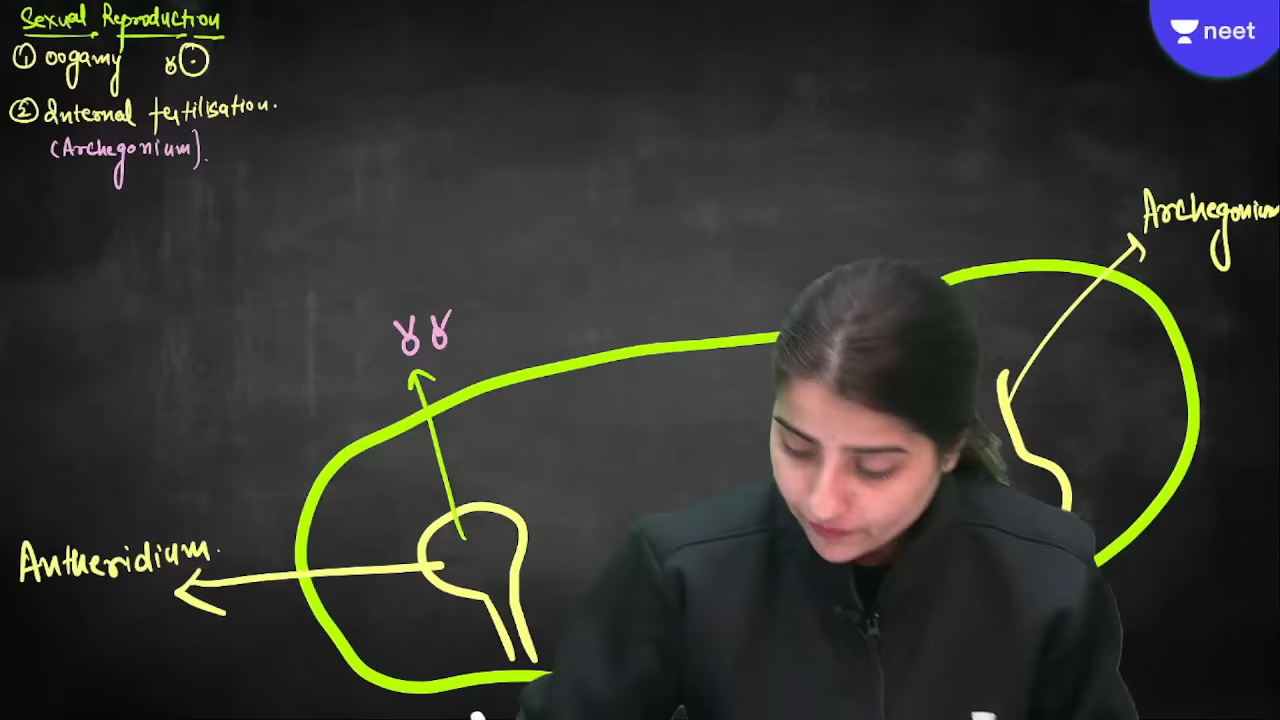 Sexual Reproduction
① oogamy
② Internal fertilisation.
(Archegonium).
neet
Archegonium
Antheridium.